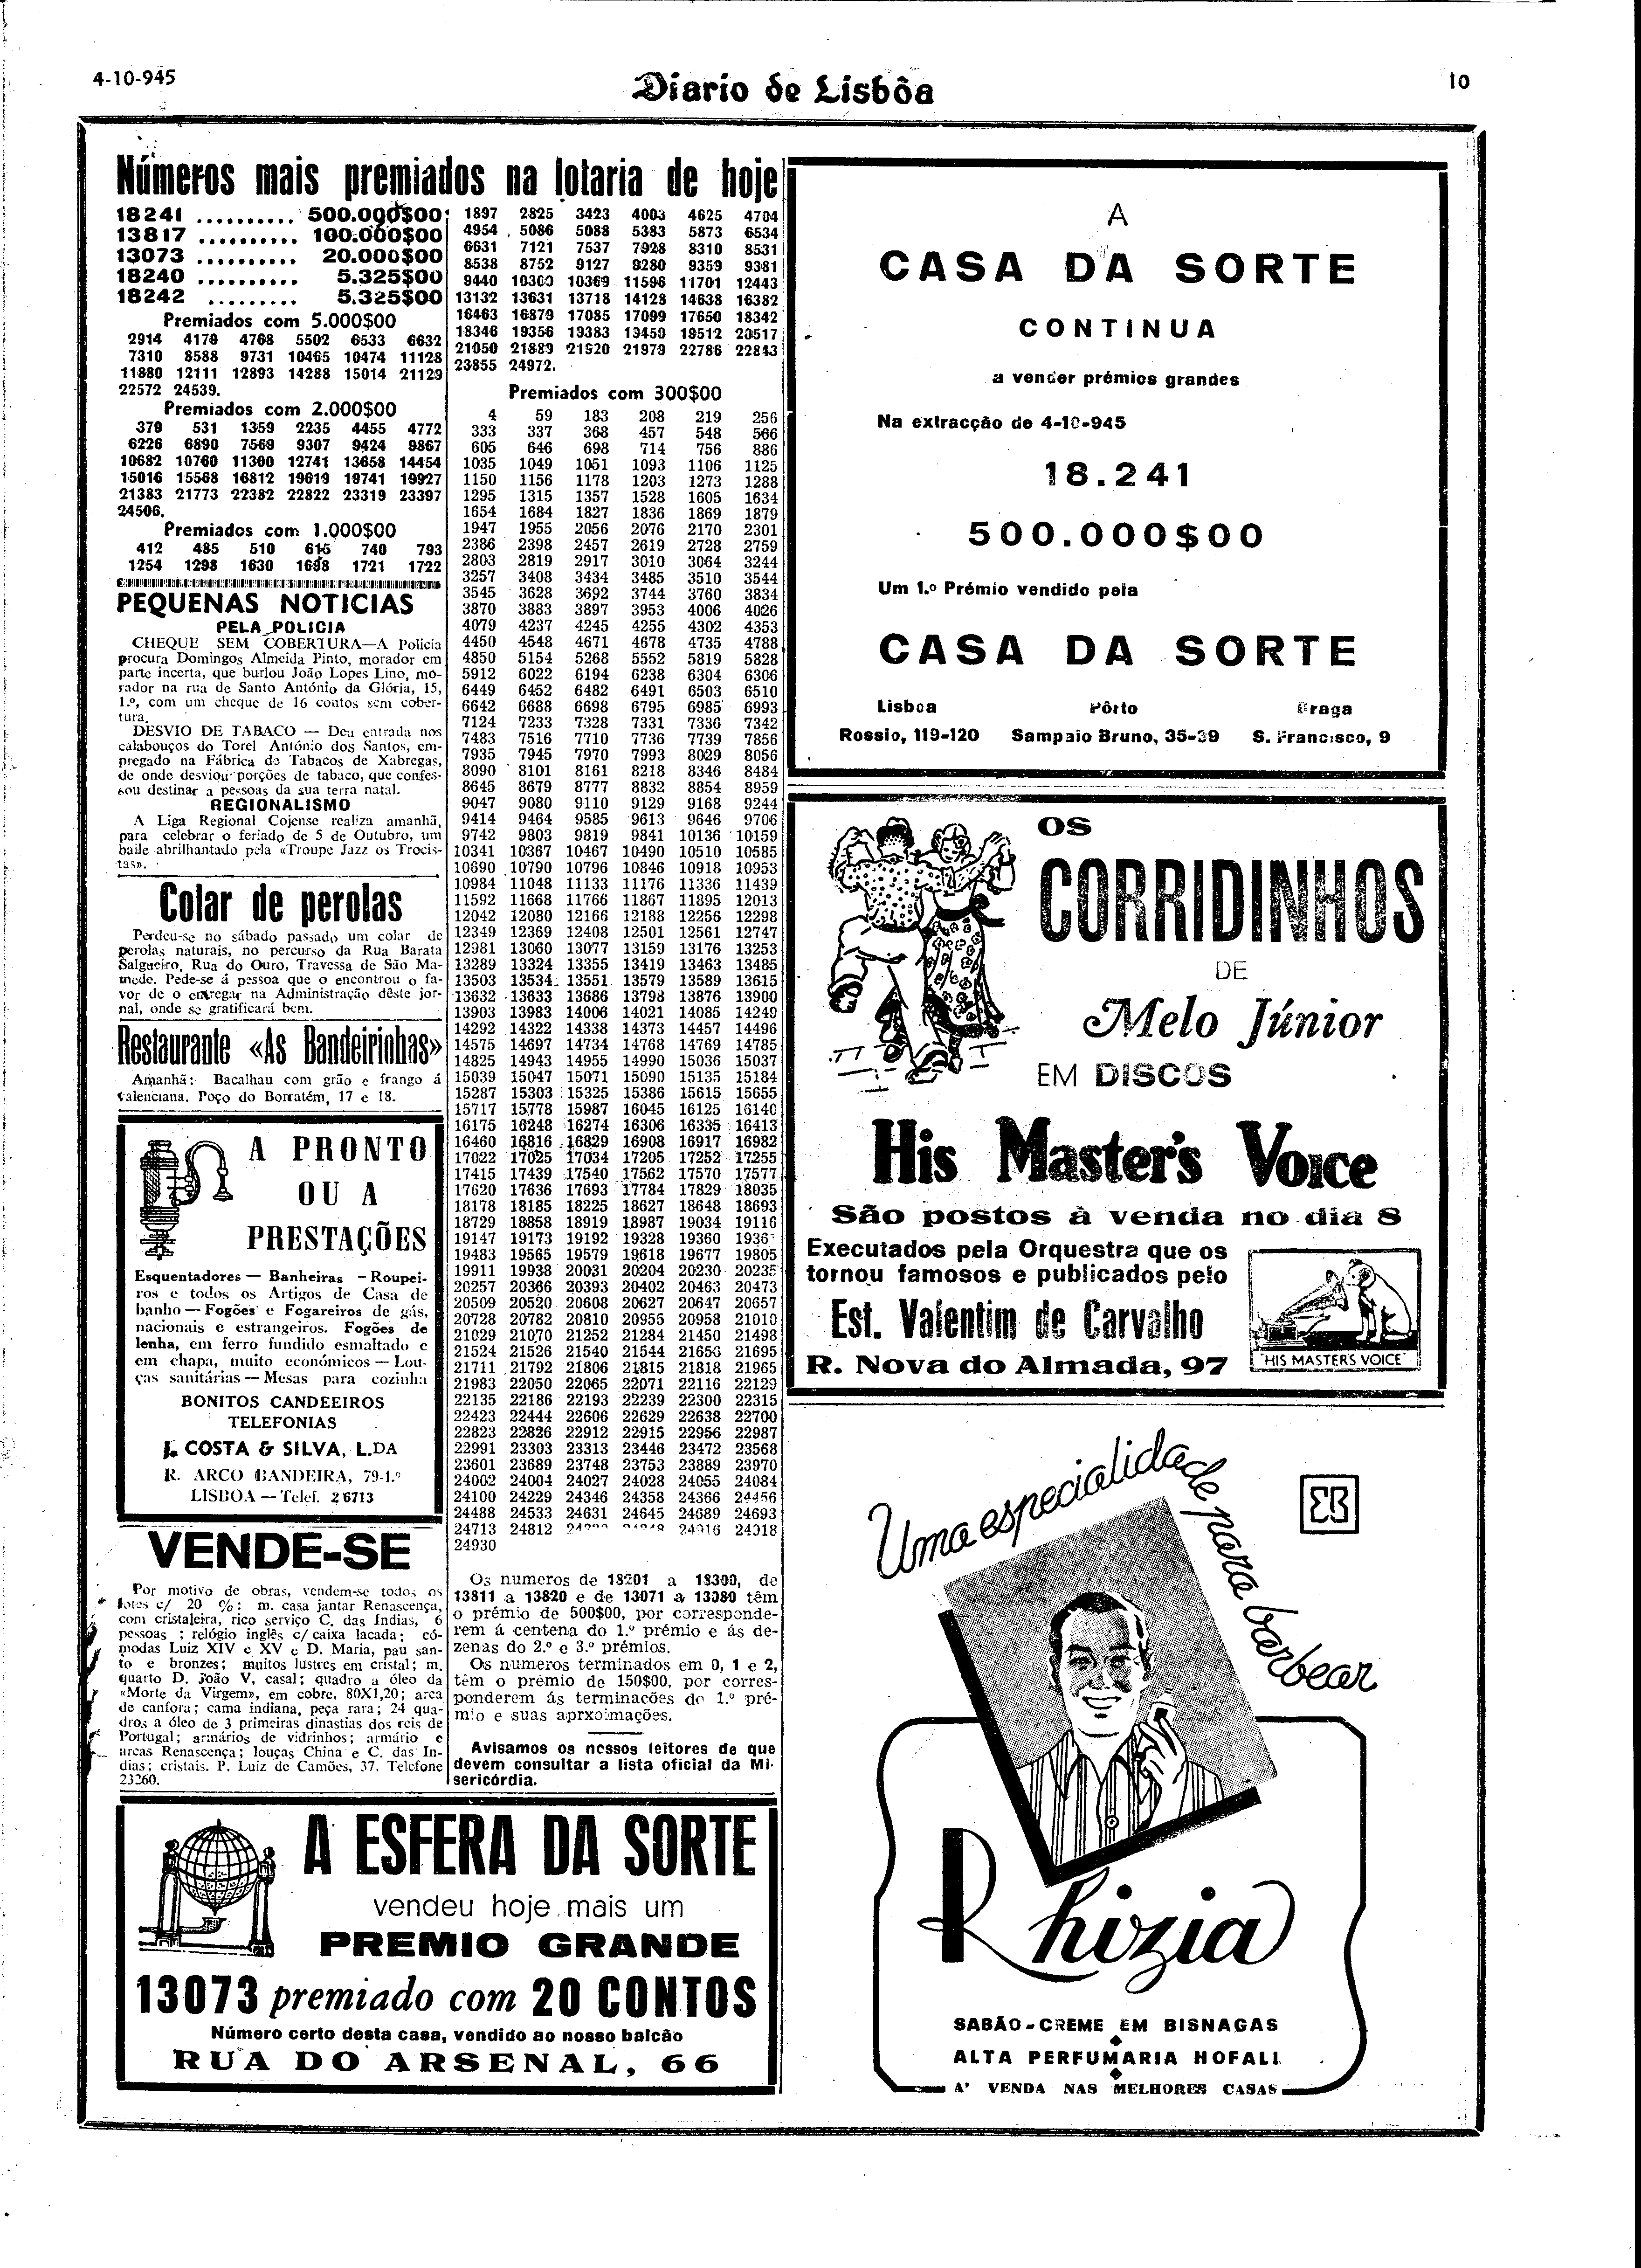 4-10-945
Diario de Lisbôa
10
Números mais premiados na lotaria de hoje
18241 .......... 500.000$00
13817 .......... 100.000$00
13073 .......... 20.000$00
18240 .......... 5.325$00
18242 ......... 5.325$00
Premiados com 5.000$00
2914 4179 4768 5502 6533 6632
7310 8588 9731 10465 10474 11128
11880 12111 12893 14288 15014 21129
22572 24539.
Premiados com 2.000$00
379 531 1359 2235 4455 4772
6226 6890 7569 9307 9424 9867
10682 10760 11300 12741 13658 14454
15016 15568 16812 19619 19741 19927
21383 21773 22382 22822 23319 23397
24506.
Premiados com 1.000$00
412 485 510 615 740 793
1254 1298 1630 1698 1721 1722
1897 2825 3423 4003 4625 4704
4954 5086 5088 5383 5873 6534
6631 7121 7537 7928 8310 8531
8538 8752 9127 9280 9359 9381
9440 10303 10369 11596 11701 12443
13132 13631 13718 14128 14638 16382
16463 16879 17085 17099 17650 18342
18346 19356 19383 19459 19512 20517
21050 21889 21920 21979 22786 22843
23855 24972.
Premiados com 300$00
4 59 183 208 219 256
333 337 368 457 548 566
605 646 698 714 756 886
1035 1049 1051 1093 1106 1125
1150 1156 1178 1203 1273 1288
1295 1315 1357 1528 1605 1634
1654 1684 1827 1836 1869 1879
1947 1955 2056 2076 2170 2301
2386 2398 2457 2619 2728 2759
2803 2819 2917 3010 3064 3244
3257 3408 3434 3485 3510 3544
3545 3628 3692 3744 3760 3834
3870 3883 3897 3953 4006 4026
4079 4237 4245 4255 4302 4353
4450 4548 4671 4678 4735 4788
4850 5154 5268 5552 5819 5828
5912 6022 6194 6238 6304 6306
6449 6452 6482 6491 6503 6510
6642 6688 6698 6795 6985 6993
7124 7233 7328 7331 7336 7342
7483 7516 7710 7736 7739 7856
7935 7945 7970 7993 8029 8056
8090 8101 8161 8218 8346 8484
8645 8679 8777 8832 8854 8959
9047 9080 9110 9129 9168 9244
9414 9464 9585 9613 9646 9706
9742 9803 9819 9841 10136 10159
10341 10367 10467 10490 10510 10585
10690 10790 10796 10846 10918 10953
10984 11048 11133 11176 11336 11439
11592 11668 11766 11867 11895 12013
12042 12080 12166 12188 12256 12298
12349 12369 12408 12501 12561 12747
12981 13060 13077 13159 13176 13253
13289 13324 13355 13419 13463 13485
13503 13534 13551 13579 13589 13615
13632 13633 13686 13798 13876 13900
13903 13983 14006 14021 14085 14249
14292 14322 14338 14373 14457 14496
14575 14697 14734 14768 14769 14785
14825 14943 14955 14990 15036 15037
15039 15047 15071 15090 15135 15184
15287 15303 15325 15386 15615 15655
15717 15778 15987 16045 16125 16140
16175 16248 16274 16306 16335 16413
16460 16816 16829 16908 16917 16982
17022 17025 17034 17205 17252 17255
17415 17439 17540 17562 17570 17577
17620 17636 17693 17784 17829 18035
18178 18185 18225 18627 18648 18693
18729 18858 18919 18987 19034 19116
19147 19173 19192 19328 19360
19483 19565 19579 19618 19677 19805
19911 19938 20031 20204 20230 20235
20257 20366 20393 20402 20463 20473
20509 20520 20608 20627 20647 20657
20728 20782 20810 20955 20958 21010
21029 21070 21252 21284 21450 21498
21524 21526 21540 21544 21656 21695
21711 21792 21806 21815 21818 21965
21983 22050 22065 22071 22116 22129
22135 22186 22193 22239 22300 22315
22423 22444 22606 22629 22638 22700
22823 22826 22912 22915 22956 22987
22991 23303 23313 23446 23472 23568
23601 23689 23748 23753 23889 23970
24002 24004 24027 24028 24055 24084
24100 24229 24346 24358 24366 24456
24488 24533 24631 24645 24689 24693
24713 24812 24916 24918
24930
Os numeros de 18201 a 18300, de
13811 a 13820 e de 13071 a 13080 têm
o prémio de 500$00, por corresponde-
rem á centena do 1.º prémio e ás de-
zenas do 2.º e 3.º prémios.
Os numeros terminados em 0, 1 e 2,
têm o prémio de 150$00, por corres-
ponderem ás terminações do 1.º pré-
mio e suas aprxoimações.
Avisamos os nossos leitores de que
devem consultar a lista oficial da Mi-
sericórdia.
PEQUENAS NOTICIAS
PELA POLICIA
CHEQUE SEM COBERTURA—A Polícia
procura Domingos Almeida Pinto, morador em
parte incerta, que burlou João Lopes Lino, mo-
rador na rua de Santo António da Glória, 15,
1.º, com um cheque de 16 contos sem cober-
tura.
DESVIO DE TABACO — Deu entrada nos
calabouços do Torel António dos Santos, em-
pregado na Fábrica de Tabacos de Xabregas,
de onde desviou porções de tabaco, que confes-
sou destinar a pessoas da sua terra natal.
REGIONALISMO
A Liga Regional Cojense realiza amanhã,
para celebrar o feriado de 5 de Outubro, um
baile abrilhantado pela «Troupe Jazz os Trocis-
tas».
Colar de perolas
Perdeu-se no sábado passado um colar de
perolas naturais, no percurso da Rua Barata
Salgueiro, Rua do Ouro, Travessa de São Ma-
mede. Pede-se á pessoa que o encontrou o fa-
vor de o entregar na Administração dêste jor-
nal, onde se gratificará bem.
Restaurante «As Bandeirinhas»
Amanhã: Bacalhau com grão e frango á
valenciana. Poço do Borratém, 17 e 18.
A PRONTO
OU A
PRESTAÇÕES
Esquentadores — Banheiras — Roupei-
ros e todos os Artigos de Casa de
banho — Fogões e Fogareiros de gás,
nacionais e estrangeiros. Fogões de
lenha, em ferro fundido esmaltado e
em chapa, muito económicos — Lou-
ças sanitárias — Mesas para cozinha
BONITOS CANDEEIROS
TELEFONIAS
J. COSTA & SILVA, L.DA
R. ARCO BANDEIRA, 79-1.º
LISBOA — Telef. 26713
VENDE-SE
Por motivo de obras, vendem-se todos os
lotes c/ 20 %: m. casa jantar Renascença,
com cristaleira, rico serviço C. das Indias, 6
pessoas ; relógio inglês c/ caixa lacada; có-
modas Luiz XIV e XV e D. Maria, pau san-
to e bronzes; muitos lustres em cristal; m.
quarto D. João V, casal; quadro a óleo da
«Morte da Virgem», em cobre, 80X1,20; arca
de canfora; cama indiana, peça rara; 24 qua-
dros a óleo de 3 primeiras dinastias dos reis de
Portugal; armários de vidrinhos; armário e
arcas Renascença; louças China e C. das In-
dias; cristais. P. Luiz de Camões, 37. Telefone
23260.
A ESFERA DA SORTE
vendeu hoje mais um
PREMIO GRANDE
13073 premiado com 20 CONTOS
Número certo desta casa, vendido ao nosso balcão
RUA DO ARSENAL, 66
A
CASA DA SORTE
CONTINUA
a vender prémios grandes
Na extracção de 4-10-945
18.241
500.000$00
Um 1.º Prémio vendido pela
CASA DA SORTE
Lisboa Pôrto Braga
Rossio, 119-120 Sampaio Bruno, 35-39 S. Francisco, 9
OS
CORRIDINHOS
DE
Melo Júnior
EM DISCOS
His Master's Voice
São postos à venda no dia 8
Executados pela Orquestra que os
tornou famosos e publicados pelo
Est. Valentim de Carvalho
R. Nova do Almada, 97
"HIS MASTER'S VOICE"
Uma especialidade para barbear
Rhizia
SABÃO-CREME EM BISNAGAS
ALTA PERFUMARIA HOFALI
A' VENDA NAS MELHORES CASAS